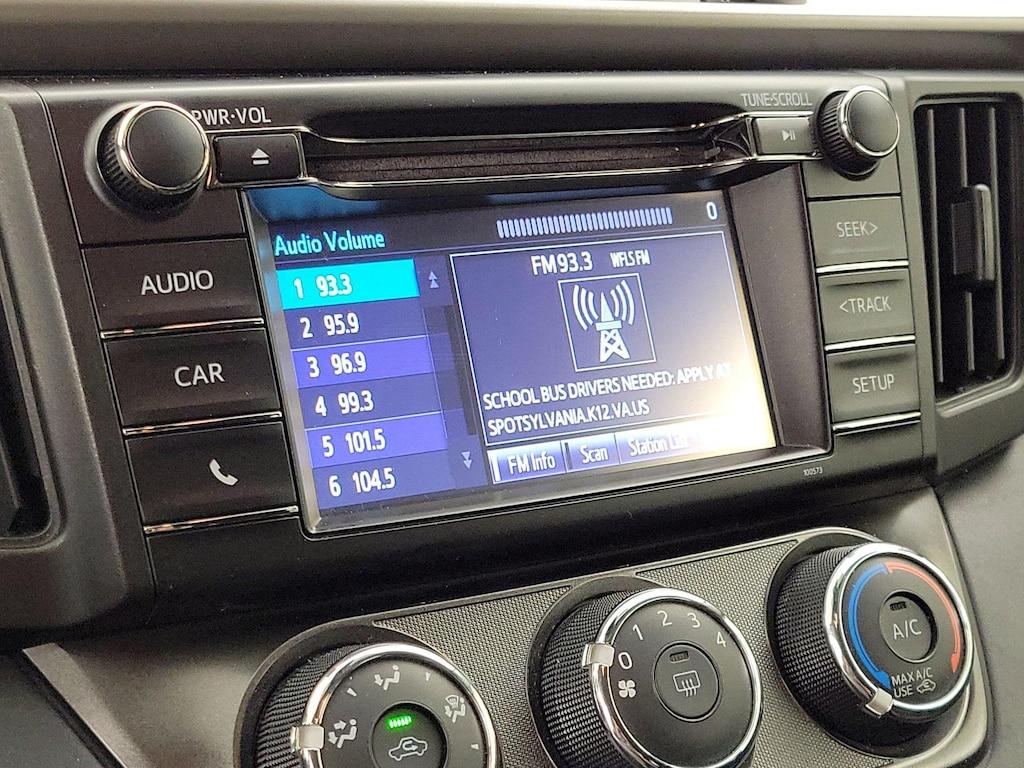 PWR·VOL
TUNE·SCROLL
AUDIO
CAR
SEEK>
<TRACK
SETUP
Audio Volume
0
1 93.3
2 95.9
3 96.9
4 99.3
5 101.5
6 104.5
FM 93.3 WFLS FM
SCHOOL BUS DRIVERS NEEDED: APPLY AT
SPOTSYLVANIA.K12.VA.US
FM Info
Scan
Station List
100573
0 1 2 3 4
A/C
MAX A/C
USE